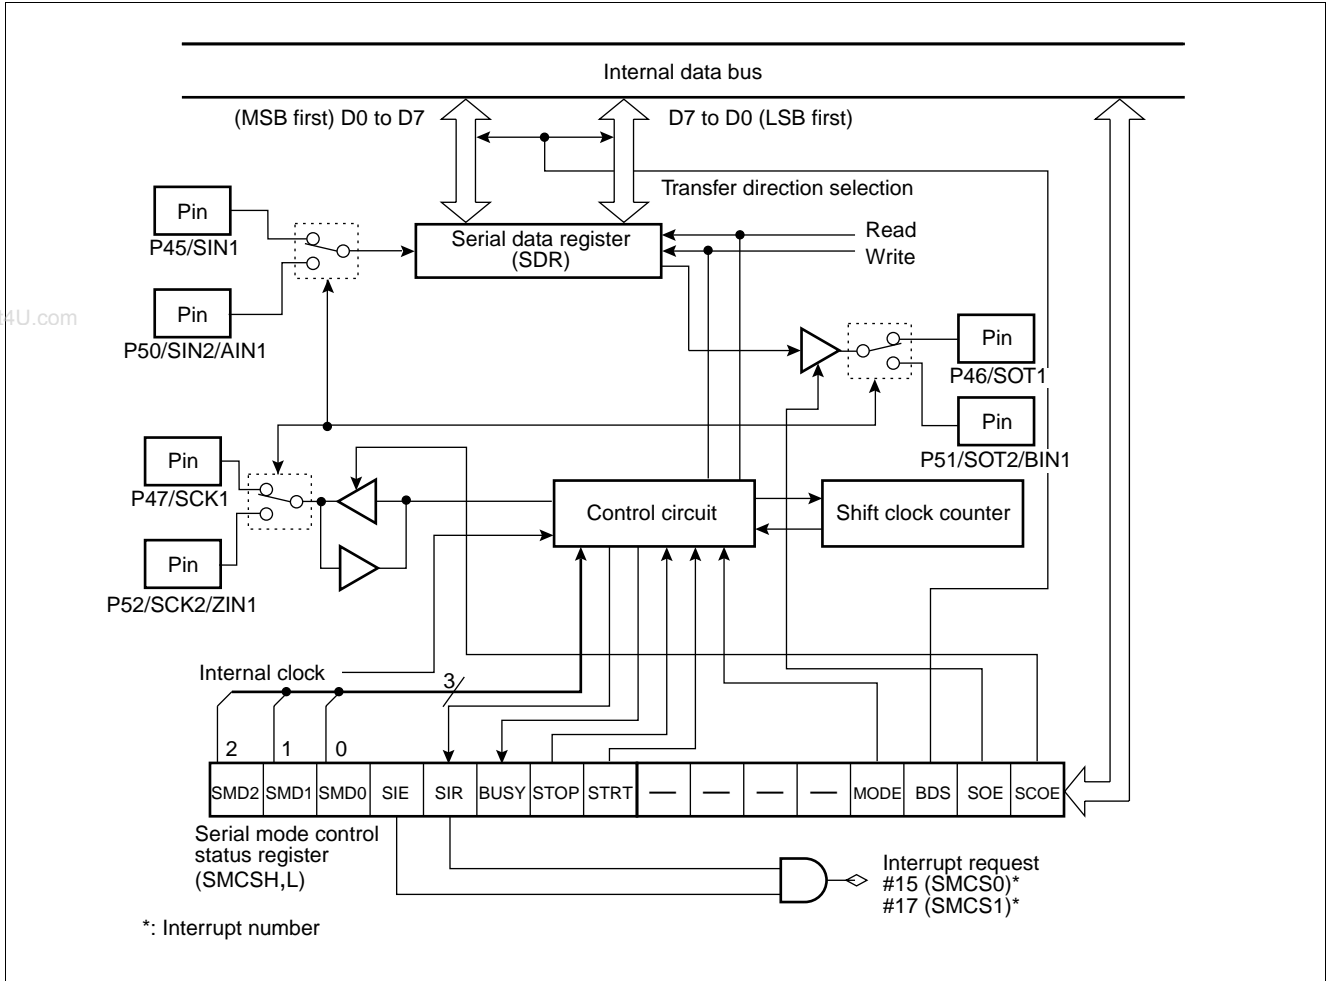 Internal data bus
(MSB first) D0 to D7
D7 to D0 (LSB first)
Transfer direction selection
Pin
P45/SIN1
Serial data register
(SDR)
Read
Write
Pin
P50/SIN2/AIN1
t4U.com
Pin
P46/SOT1
Pin
P51/SOT2/BIN1
Pin
P47/SCK1
Control circuit
Shift clock counter
Pin
P52/SCK2/ZIN1
Internal clock
3
2 1 0
SMD2 SMD1 SMD0 SIE SIR BUSY STOP STRT — — — — MODE BDS SOE SCOE
Serial mode control
status register
(SMCSH,L)
Interrupt request
#15 (SMCS0)*
#17 (SMCS1)*
*: Interrupt number